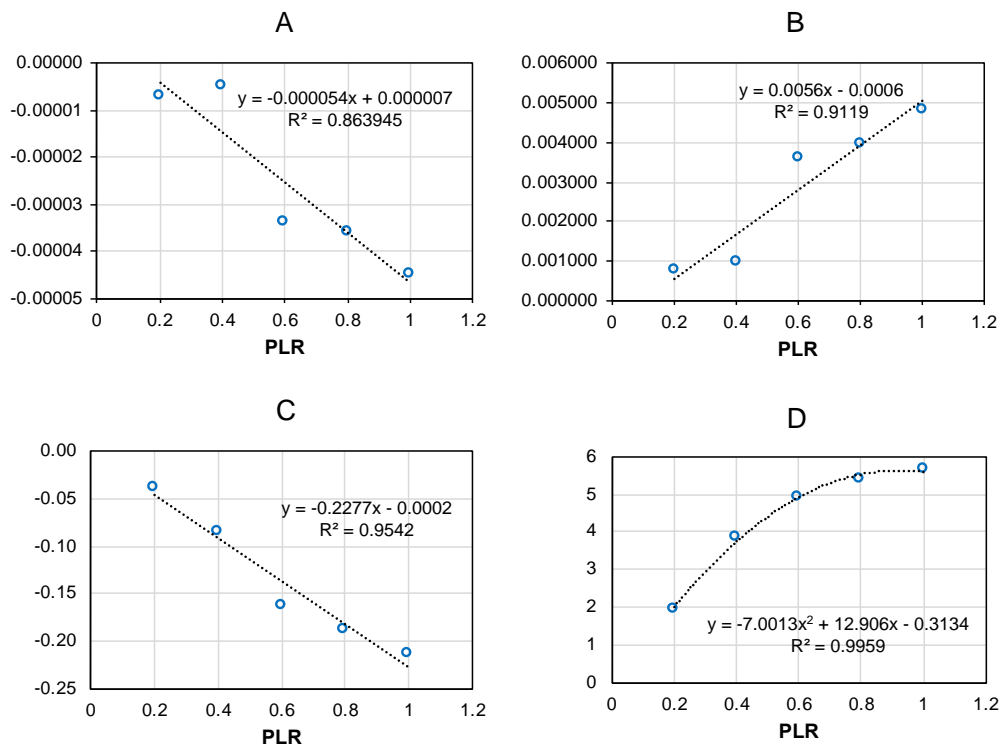 A
0.00000
-0.00001
-0.00002
-0.00003
-0.00004
-0.00005
y = -0.000054x + 0.000007
R² = 0.863945
0 0.2 0.4 0.6 0.8 1 1.2
PLR
B
0.006000
0.005000
0.004000
0.003000
0.002000
0.001000
0.000000
y = 0.0056x - 0.0006
R² = 0.9119
0 0.2 0.4 0.6 0.8 1 1.2
PLR
C
0.00
-0.05
-0.10
-0.15
-0.20
-0.25
y = -0.2277x - 0.0002
R² = 0.9542
0 0.2 0.4 0.6 0.8 1 1.2
PLR
D
6
5
4
3
2
1
0
y = -7.0013x² + 12.906x - 0.3134
R² = 0.9959
0 0.2 0.4 0.6 0.8 1 1.2
PLR